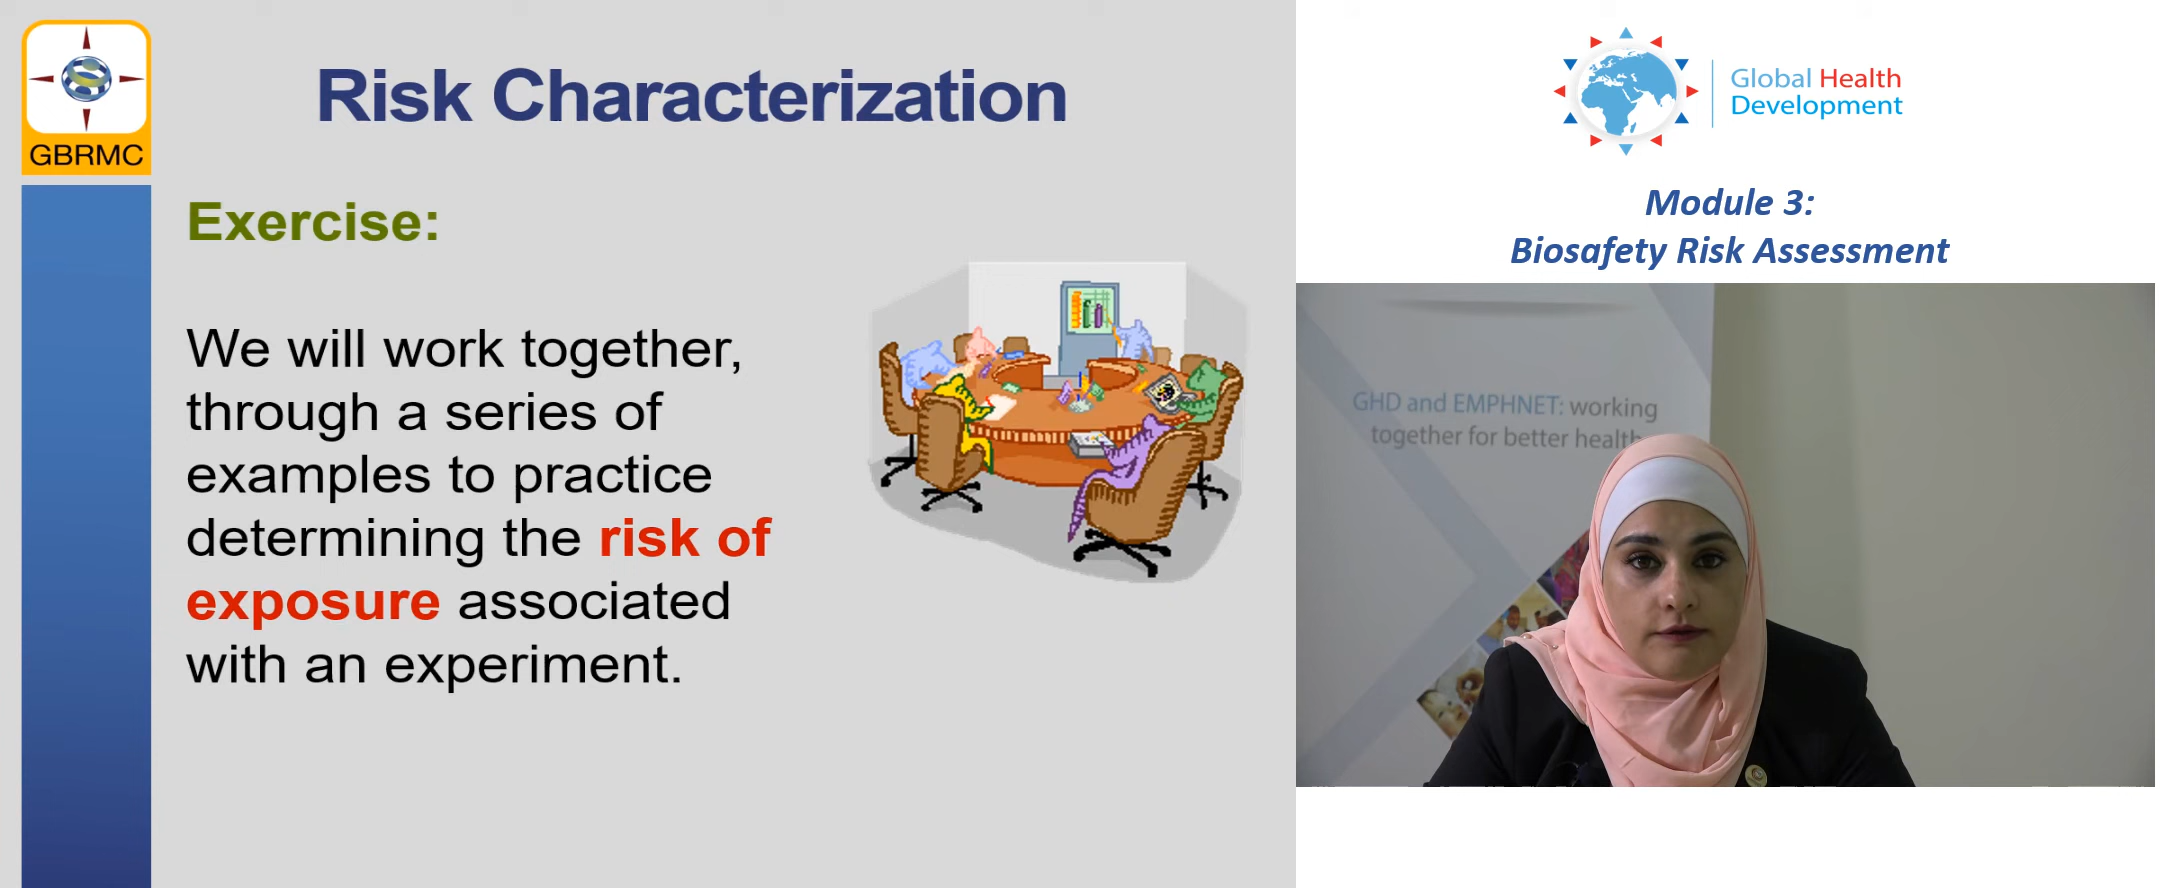 GBRMC
Risk Characterization
Exercise:
We will work together,
through a series of
examples to practice
determining the risk of
exposure associated
with an experiment.
Global Health
Development
Module 3:
Biosafety Risk Assessment
GHD and EMPHNET: working
together for better health